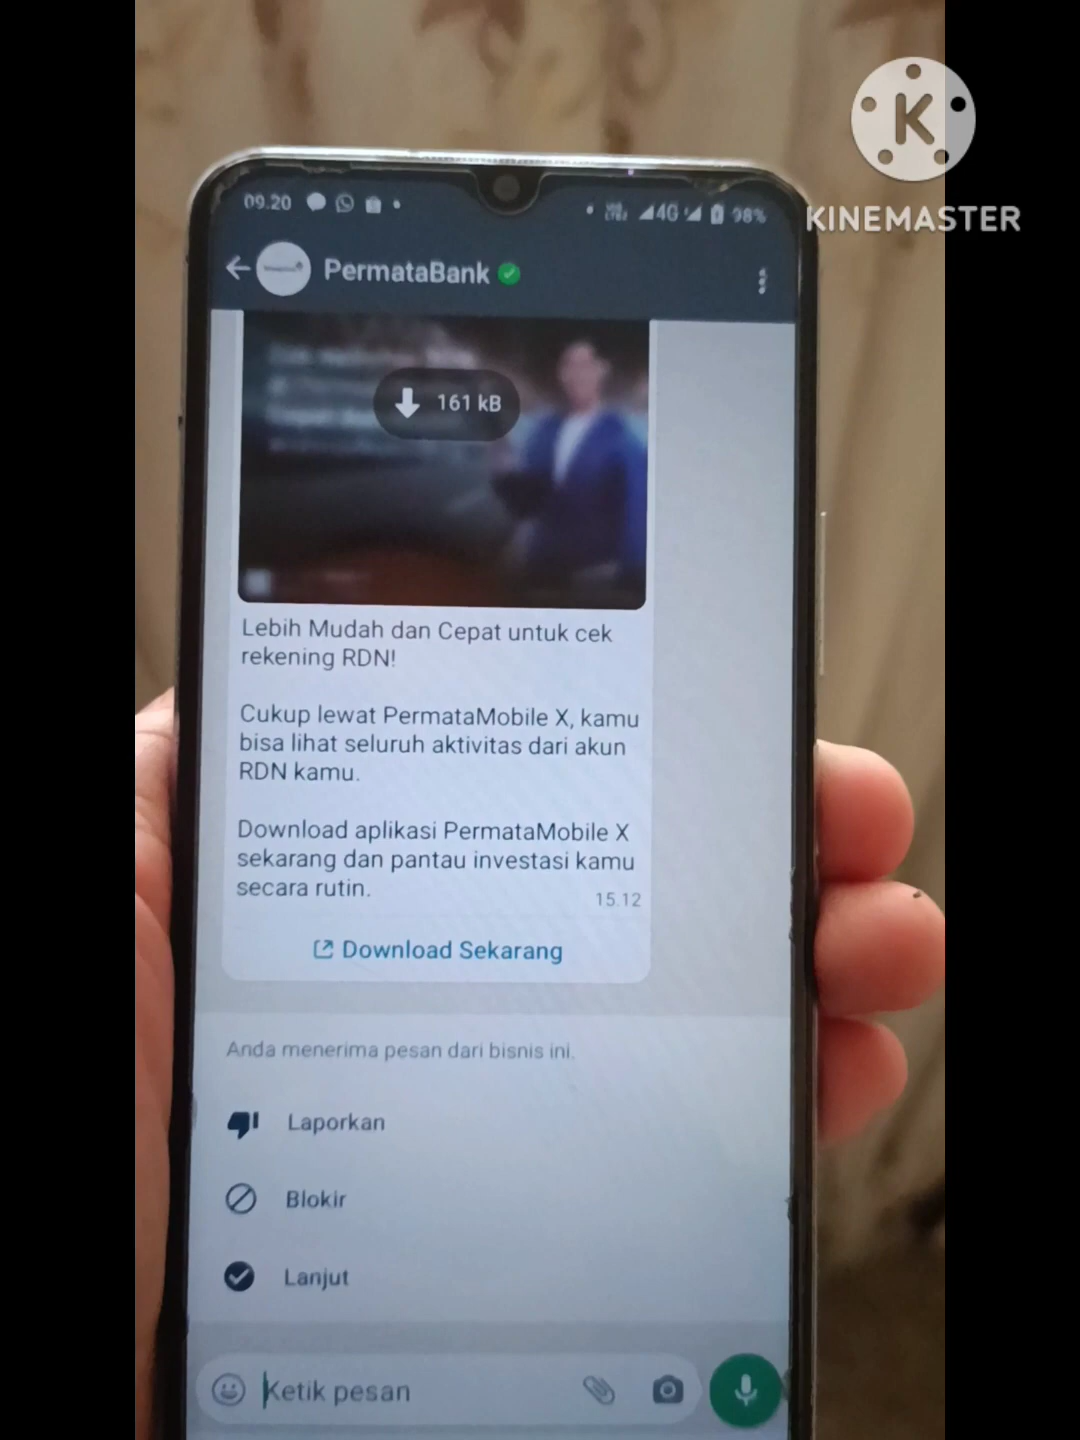 K
KINEMASTER
09.20
4G 98%
PermataBank
161 kB
Lebih Mudah dan Cepat untuk cek
rekening RDN!
Cukup lewat PermataMobile X, kamu
bisa lihat seluruh aktivitas dari akun
RDN kamu.
Download aplikasi PermataMobile X
sekarang dan pantau investasi kamu
secara rutin.
15.12
Download Sekarang
Anda menerima pesan dari bisnis ini.
Laporkan
Blokir
Lanjut
Ketik pesan